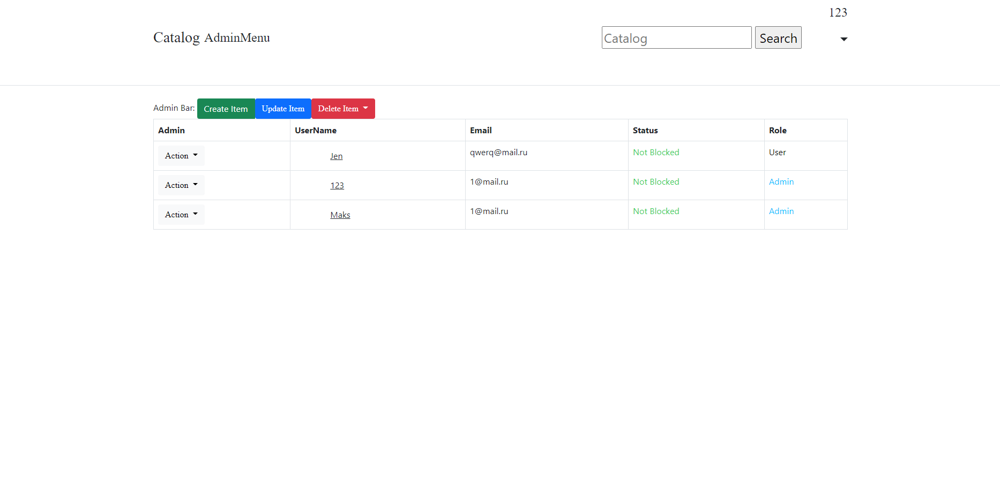 123
Catalog AdminMenu Catalog Search
Admin Bar: Create Item Update Item Delete Item
Admin UserName Email Status Role
Action Jen qwerq@mail.ru Not Blocked User
Action 123 1@mail.ru Not Blocked Admin
Action Maks 1@mail.ru Not Blocked Admin